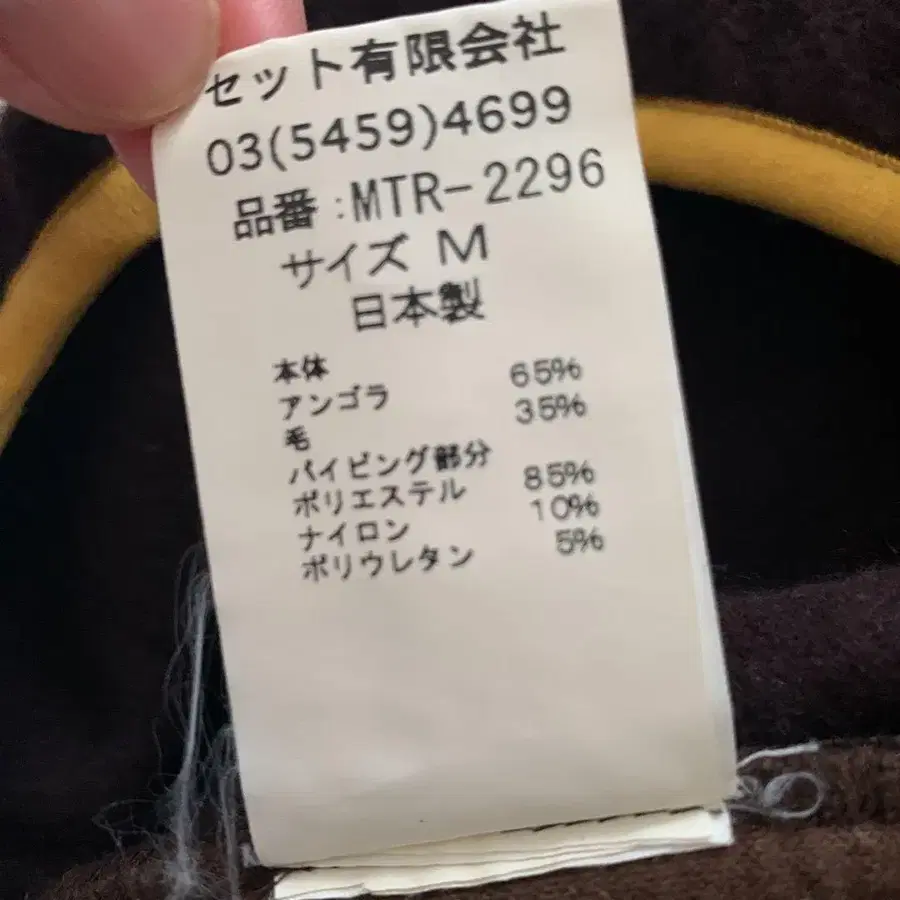 セット有限会社
03(5459)4699
品番:MTR-2296
サイズ M
日本製
本体
アンゴラ 65%
毛 35%
パイピング部分
ポリエステル 85%
ナイロン 10%
ポリウレタン 5%